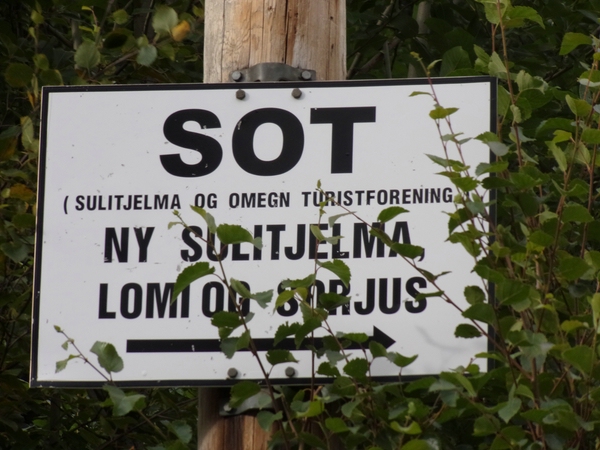 SOT
( SULITJELMA OG OMEGN TURISTFORENING
NY SULITJELMA,
LOMI OG SORJUS